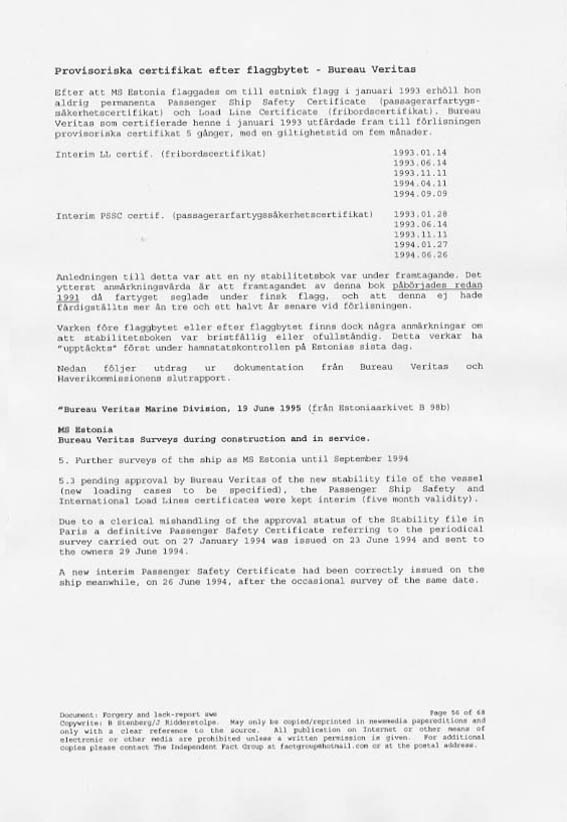 Provisoriska certifikat efter flaggbytet - Bureau Veritas
Efter att MS Estonia flaggades om till estnisk flagg i januari 1993 erhöll hon
aldrig permanenta Passenger Ship Safety Certificate (passagerarfartygs-
säkerhetscertifikat) och Load Line Certificate (fribordscertifikat). Bureau
Veritas som certifierade henne i januari 1993 utfärdade fram till förlisningen
provisoriska certifikat 5 gånger, med en giltighetstid om fem månader.
Interim LL certif. (fribordscertifikat) 1993.01.14
1993.06.14
1993.11.11
1994.04.11
1994.09.09
Interim PSSC certif. (passagerarfartygssäkerhetscertifikat) 1993.01.28
1993.06.14
1993.11.11
1994.01.27
1994.06.26
Anledningen till detta var att en ny stabilitetsbok var under framtagande. Det
ytterst anmärkningsvärda är att framtagandet av denna bok påbörjades redan
1991 då fartyget seglade under finsk flagg, och att denna ej hade
färdigställts mer än tre och ett halvt år senare vid förlisningen.
Varken före flaggbytet eller efter flaggbytet finns dock några anmärkningar om
att stabilitetsboken var bristfällig eller ofullständig. Detta verkar ha
"upptäckts" först under hamnstatskontrollen på Estonias sista dag.
Nedan följer utdrag ur dokumentation från Bureau Veritas och
Haverikommissionens slutrapport.
"Bureau Veritas Marine Division, 19 June 1995 (från Estoniaarkivet B 98b)
MS Estonia
Bureau Veritas Surveys during construction and in service.
5. Further surveys of the ship as MS Estonia until September 1994
5.3 pending approval by Bureau Veritas of the new stability file of the vessel
(new loading cases to be specified), the Passenger Ship Safety and
International Load Lines certificates were kept interim (five month validity).
Due to a clerical mishandling of the approval status of the Stability file in
Paris a definitive Passenger Safety Certificate referring to the periodical
survey carried out on 27 January 1994 was issued on 23 June 1994 and sent to
the owners 29 June 1994.
A new interim Passenger Safety Certificate had been correctly issued on the
ship meanwhile, on 26 June 1994, after the occasional survey of the same date.
Document: Forgery and lack-report swe Page 56 of 68
Copywrite: B Stenberg/J Ridderstolpe. May only be copied/reprinted in newsmedia papereditions and
only with a clear reference to the source. All publication on Internet or other means of
electronic or other media are prohibited unless a written permission is given. For additional
copies please contact The Independent Fact Group at factgroup@hotmail.com or at the postal address.